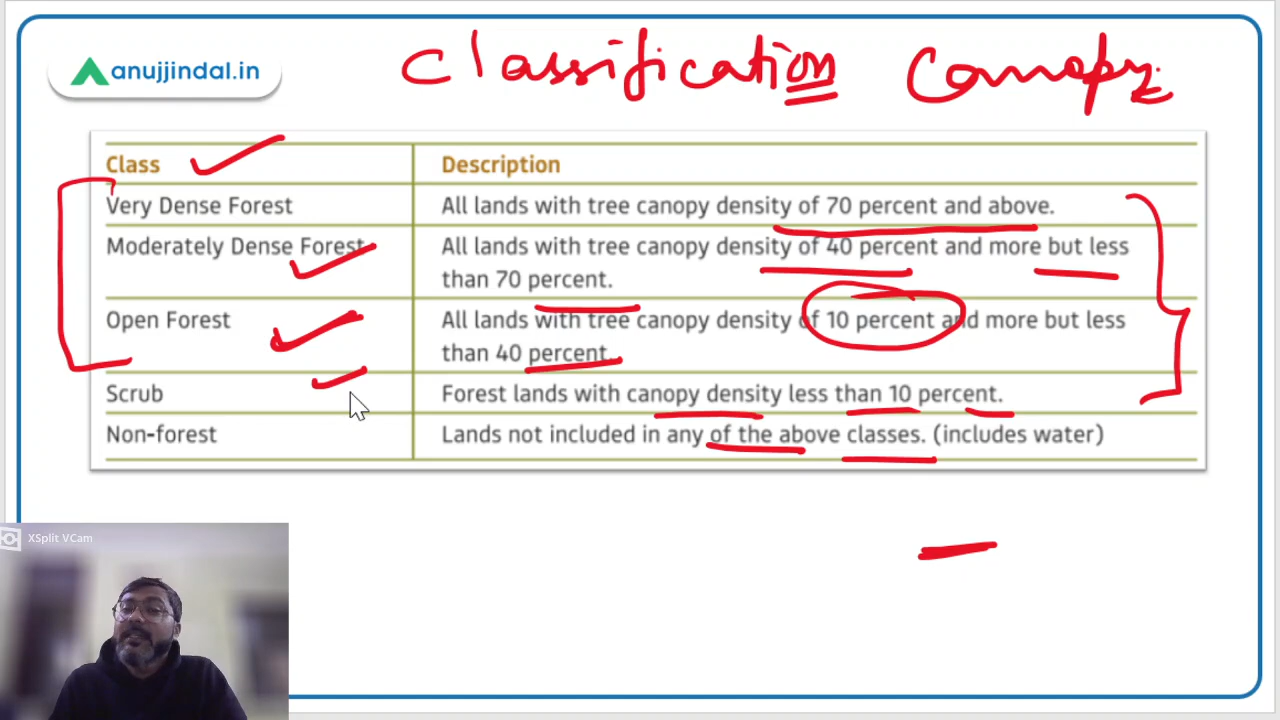 anujjindal.in
Classification Canopy
Class Description
Very Dense Forest All lands with tree canopy density of 70 percent and above.
Moderately Dense Forest All lands with tree canopy density of 40 percent and more but less
than 70 percent.
Open Forest All lands with tree canopy density of 10 percent and more but less
than 40 percent.
Scrub Forest lands with canopy density less than 10 percent.
Non-forest Lands not included in any of the above classes. (includes water)
XSplit VCam